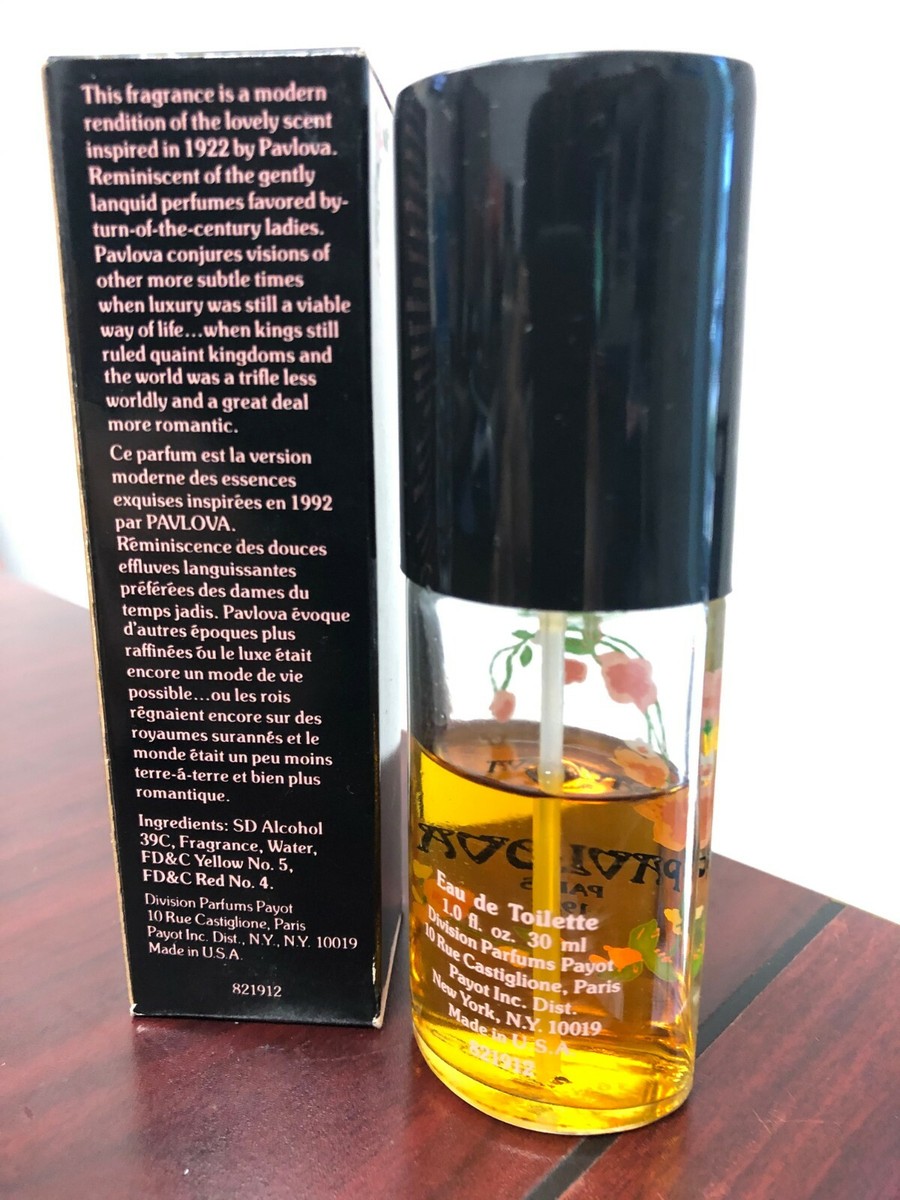 This fragrance is a modern
rendition of the lovely scent
inspired in 1922 by Pavlova.
Reminiscent of the gently
lanquid perfumes favored by-
turn-of-the-century ladies.
Pavlova conjures visions of
other more subtle times
when luxury was still a viable
way of life...when kings still
ruled quaint kingdoms and
the world was a trifle less
worldly and a great deal
more romantic.
Ce parfum est la version
moderne des essences
exquises inspirées en 1992
par PAVLOVA.
Réminiscence des douces
effluves languissantes
préférées des dames du
temps jadis. Pavlova évoque
d'autres époques plus
raffinées óu le luxe était
encore un mode de vie
possible...ou les rois
régnaient encore sur des
royaumes surannés et le
monde était un peu moins
terre-á-terre et bien plus
romantique.
Ingredients: SD Alcohol
39C, Fragrance, Water,
FD&C Yellow No. 5,
FD&C Red No. 4.
Division Parfums Payot
10 Rue Castiglione, Paris
Payot Inc. Dist., N.Y., N.Y. 10019
Made in U.S.A.
821912
PAVLOVA
PARIS
Eau de Toilette
1.0 fl. oz. 30 ml
Division Parfums Payot
10 Rue Castiglione, Paris
Payot Inc. Dist.
New York, N.Y. 10019
Made in U.S.A.
821912